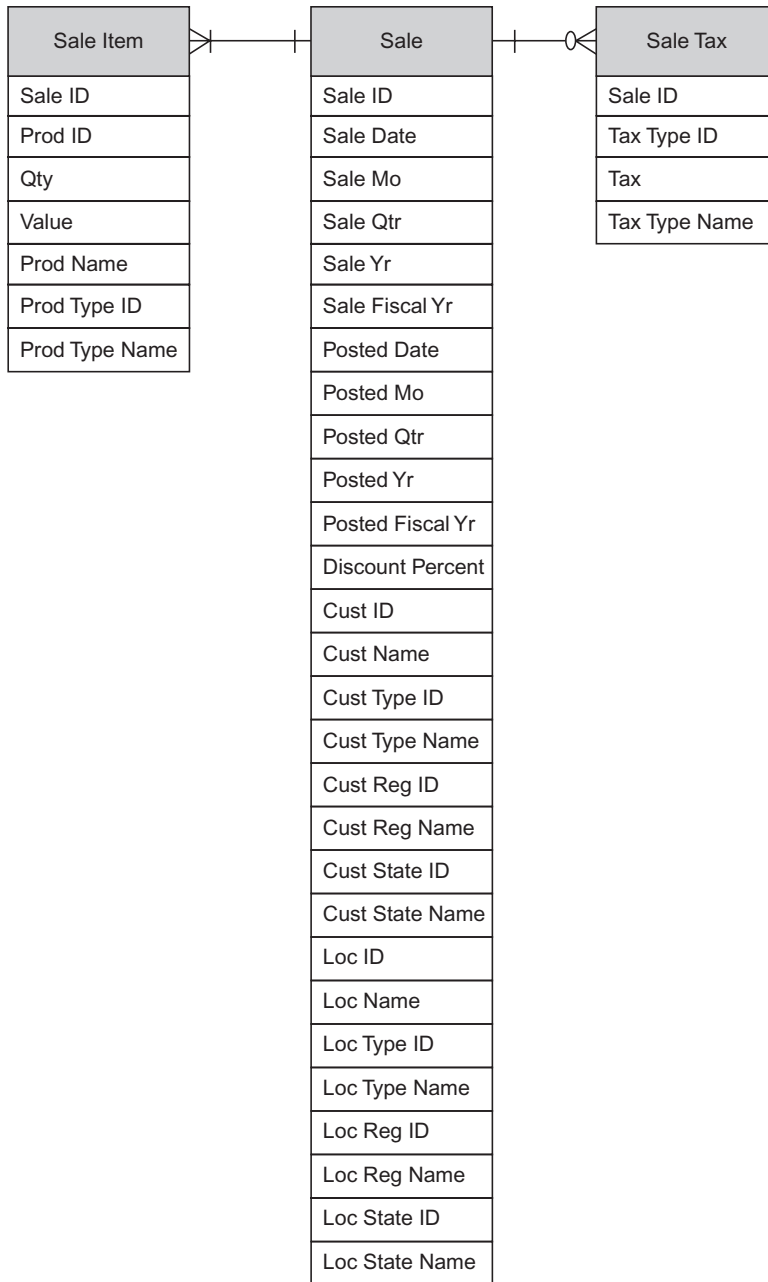 Sale Item
Sale ID
Prod ID
Qty
Value
Prod Name
Prod Type ID
Prod Type Name
Sale
Sale ID
Sale Date
Sale Mo
Sale Qtr
Sale Yr
Sale Fiscal Yr
Posted Date
Posted Mo
Posted Qtr
Posted Yr
Posted Fiscal Yr
Discount Percent
Cust ID
Cust Name
Cust Type ID
Cust Type Name
Cust Reg ID
Cust Reg Name
Cust State ID
Cust State Name
Loc ID
Loc Name
Loc Type ID
Loc Type Name
Loc Reg ID
Loc Reg Name
Loc State ID
Loc State Name
Sale Tax
Sale ID
Tax Type ID
Tax
Tax Type Name